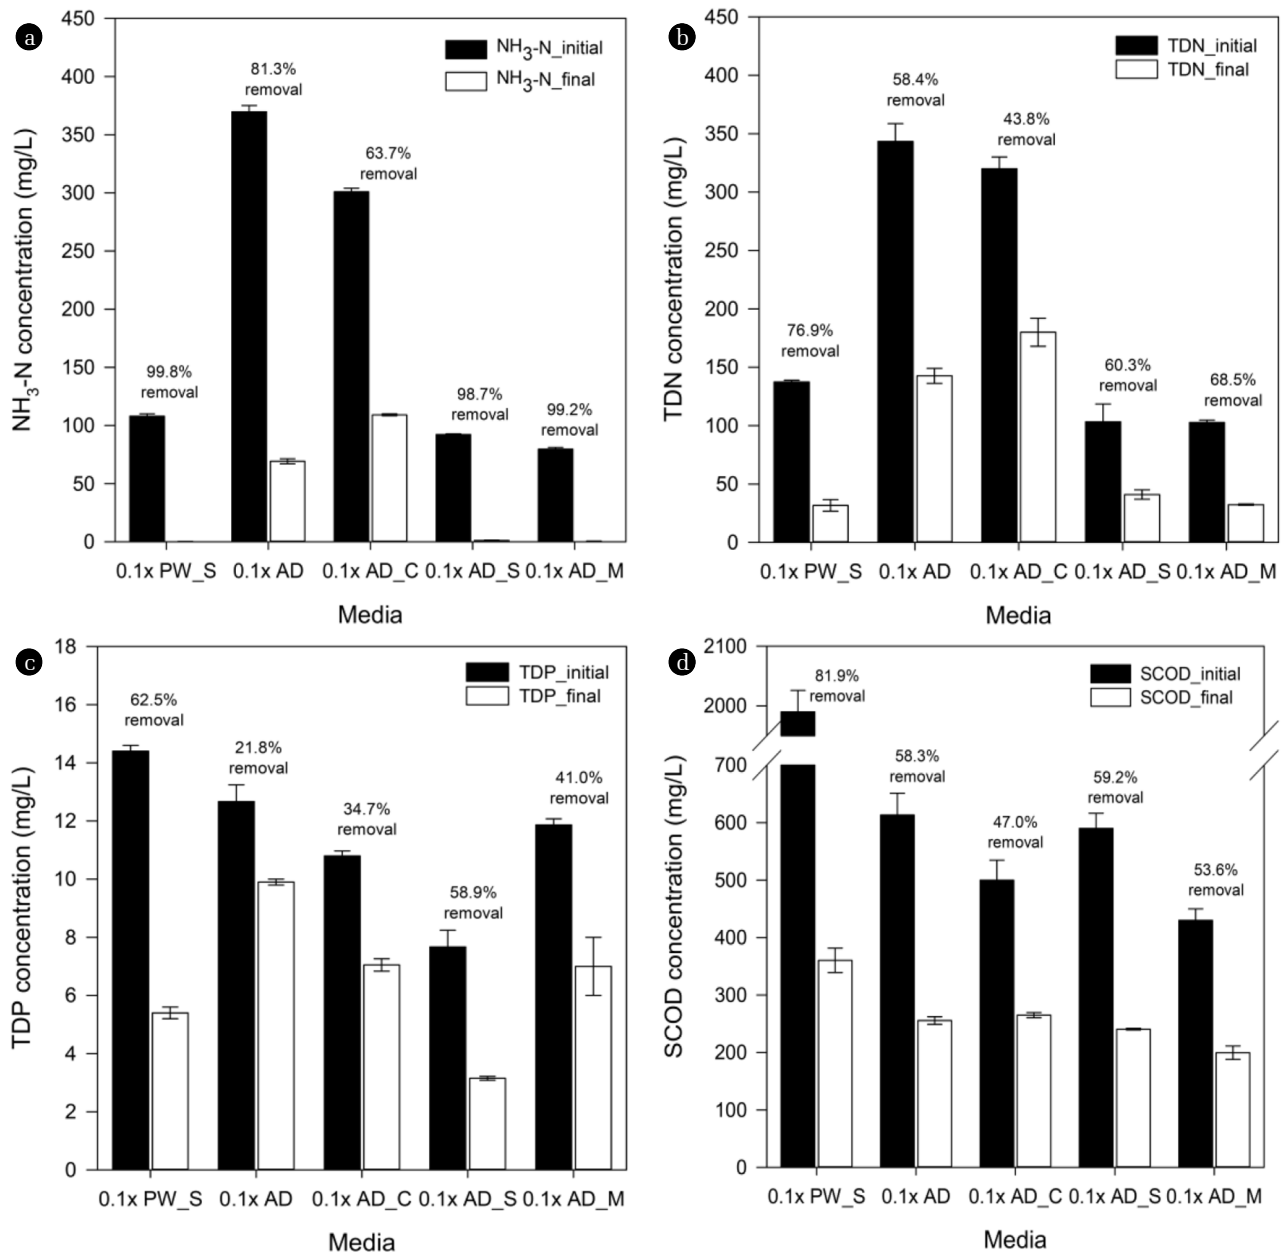 a
NH3-N concentration (mg/L)
450
400
350
300
250
200
150
100
50
0
NH3-N_initial
NH3-N_final
99.8%
removal
81.3%
removal
63.7%
removal
98.7%
removal
99.2%
removal
0.1x PW_S 0.1x AD 0.1x AD_C 0.1x AD_S 0.1x AD_M
Media
b
TDN concentration (mg/L)
450
400
350
300
250
200
150
100
50
0
TDN_initial
TDN_final
76.9%
removal
58.4%
removal
43.8%
removal
60.3%
removal
68.5%
removal
0.1x PW_S 0.1x AD 0.1x AD_C 0.1x AD_S 0.1x AD_M
Media
c
TDP concentration (mg/L)
18
16
14
12
10
8
6
4
2
0
TDP_initial
TDP_final
62.5%
removal
21.8%
removal
34.7%
removal
58.9%
removal
41.0%
removal
0.1x PW_S 0.1x AD 0.1x AD_C 0.1x AD_S 0.1x AD_M
Media
d
SCOD concentration (mg/L)
2100
2000
700
600
500
400
300
200
100
0
SCOD_initial
SCOD_final
81.9%
removal
58.3%
removal
47.0%
removal
59.2%
removal
53.6%
removal
0.1x PW_S 0.1x AD 0.1x AD_C 0.1x AD_S 0.1x AD_M
Media